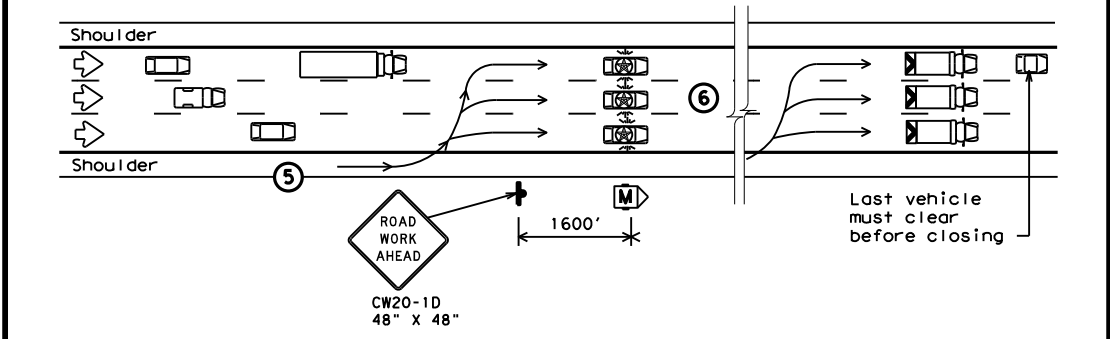 Shoulder
6
Shoulder
5
M
1600'
ROAD
WORK
AHEAD
CW20-1D
48" X 48"
Last vehicle
must clear
before closing